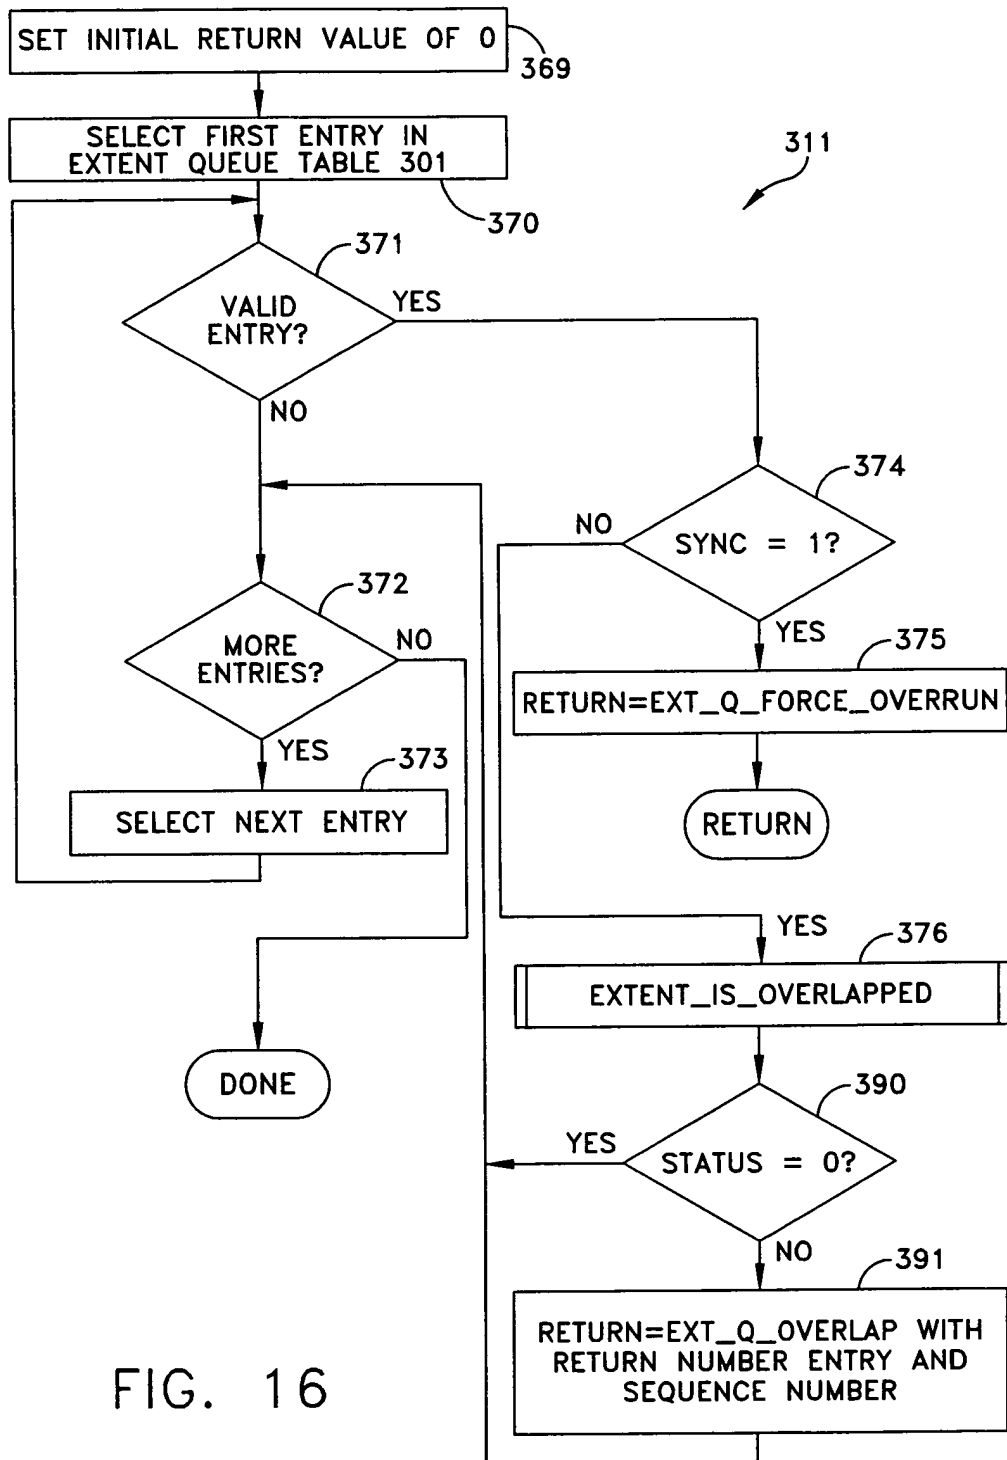 SET INITIAL RETURN VALUE OF 0
369
SELECT FIRST ENTRY IN
EXTENT QUEUE TABLE 301
370
311
371
VALID
ENTRY?
YES
NO
374
NO
SYNC = 1?
YES
372
MORE
ENTRIES?
NO
YES
375
RETURN=EXT_Q_FORCE_OVERRUN
373
SELECT NEXT ENTRY
RETURN
YES
376
EXTENT_IS_OVERLAPPED
DONE
390
YES
STATUS = 0?
NO
391
RETURN=EXT_Q_OVERLAP WITH
RETURN NUMBER ENTRY AND
SEQUENCE NUMBER
FIG. 16